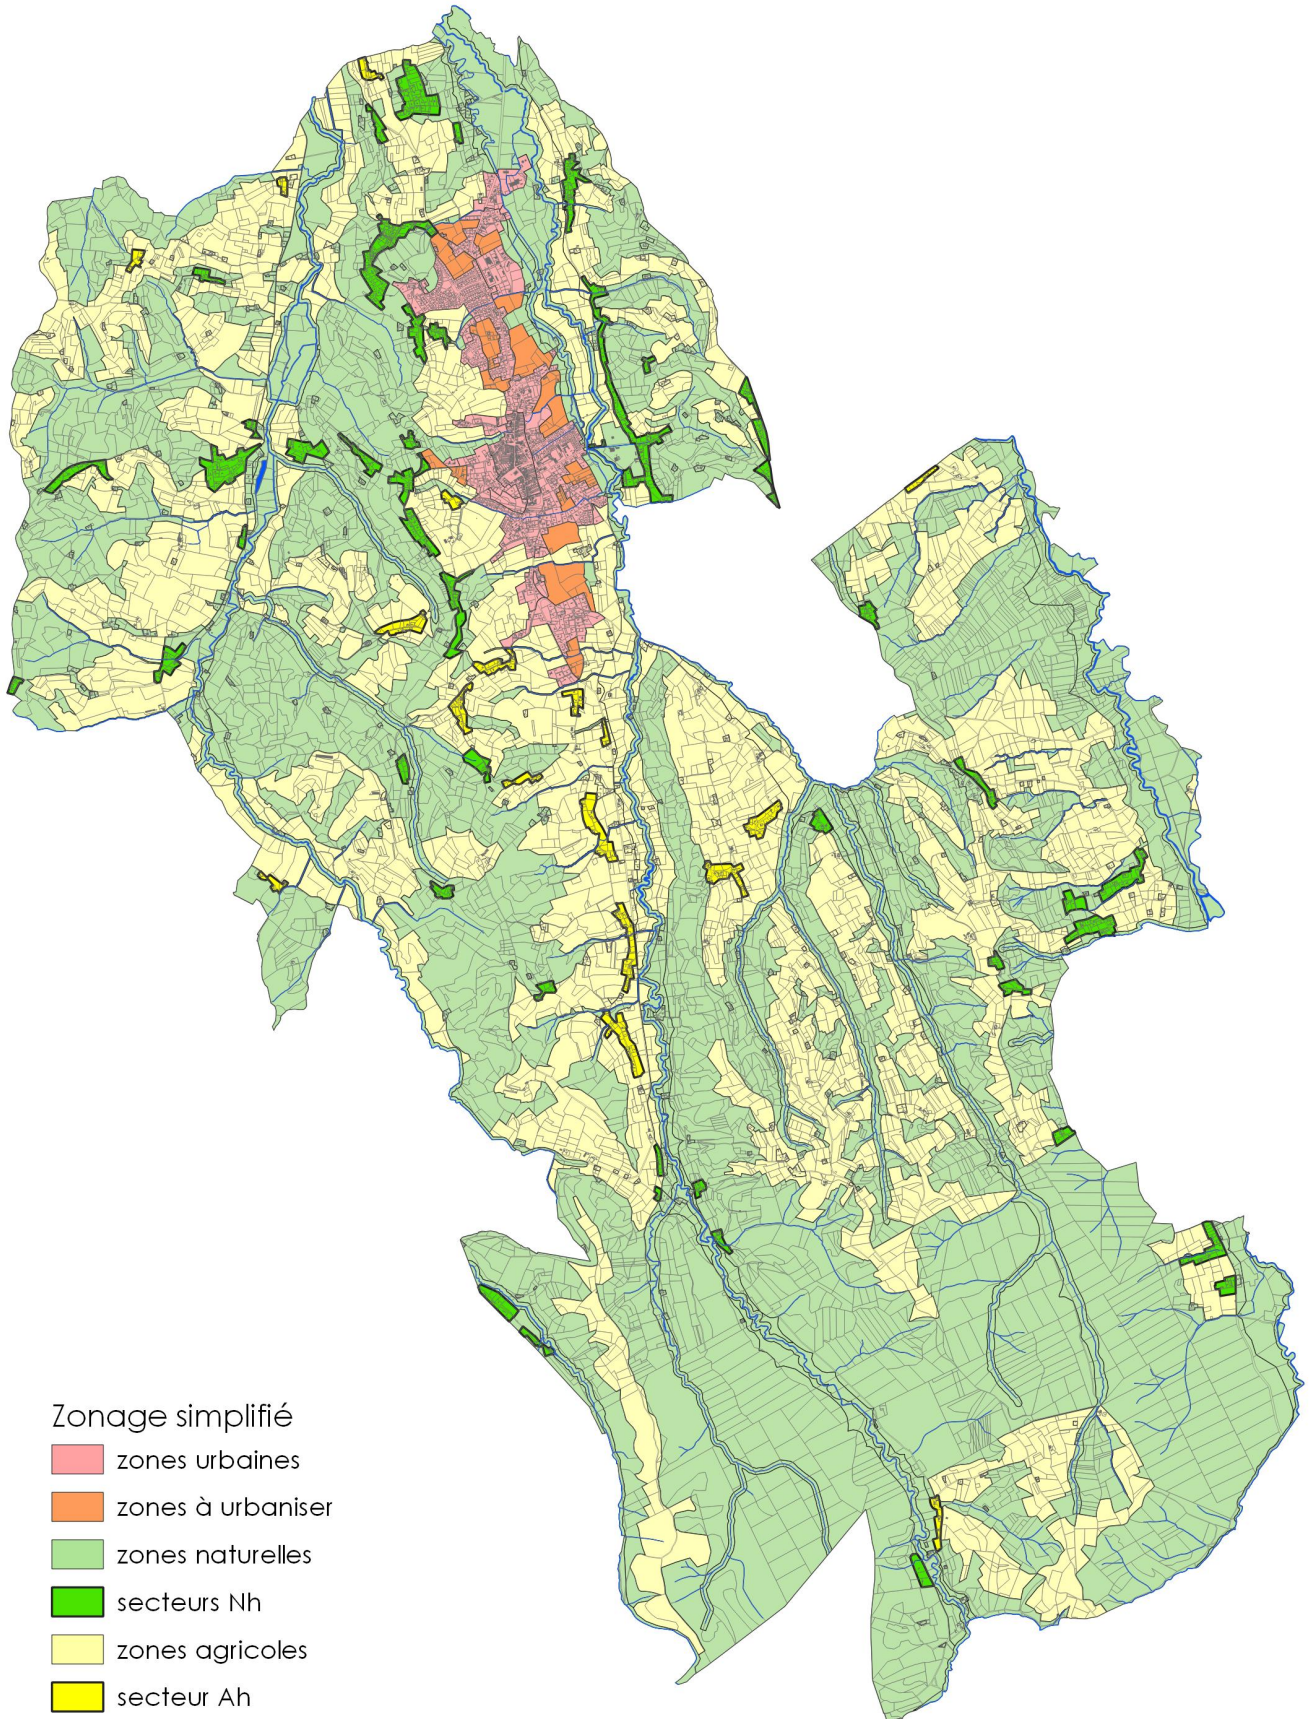 Zonage simplifié
zones urbaines
zones à urbaniser
zones naturelles
secteurs Nh
zones agricoles
secteur Ah